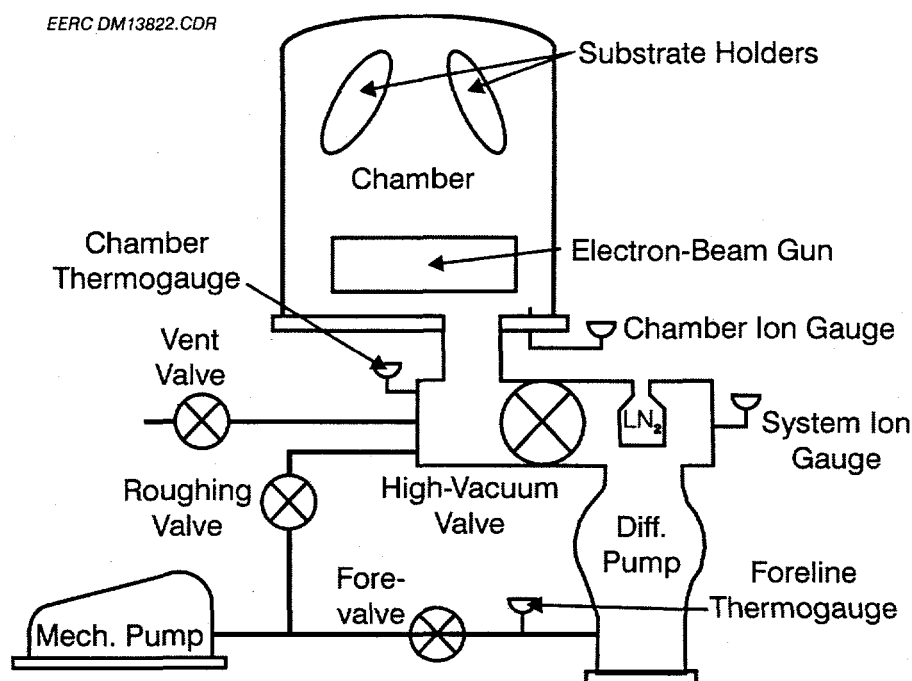 EERC DM13822.CDR
Substrate Holders
Chamber
Chamber
Thermogauge
Electron-Beam Gun
Chamber Ion Gauge
Vent
Valve
LN₂
System Ion
Gauge
Roughing
Valve
High-Vacuum
Valve
Diff.
Pump
Fore-
valve
Foreline
Thermogauge
Mech. Pump